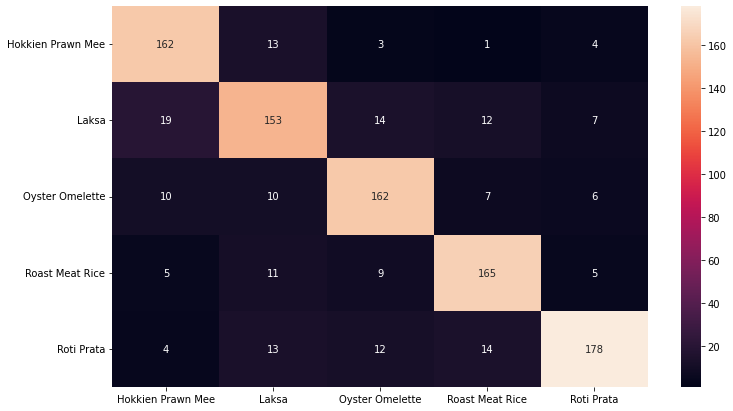 Hokkien Prawn Mee 162 13 3 1 4
Laksa 19 153 14 12 7
Oyster Omelette 10 10 162 7 6
Roast Meat Rice 5 11 9 165 5
Roti Prata 4 13 12 14 178
Hokkien Prawn Mee Laksa Oyster Omelette Roast Meat Rice Roti Prata
160
140
120
100
80
60
40
20